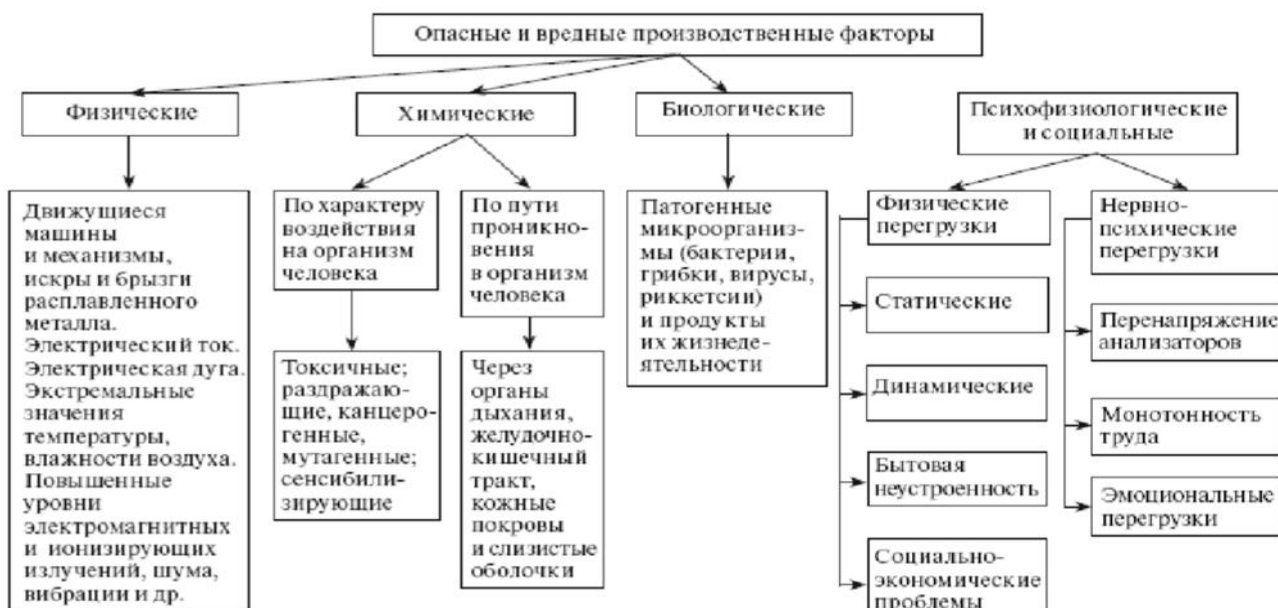 Опасные и вредные производственные факторы
Физические
Химические
Биологические
Психофизиологические
и социальные
Движущиеся
машины
и механизмы,
искры и брызги
расплавленного
металла.
Электрический ток.
Электрическая дуга.
Экстремальные
значения
температуры,
влажности воздуха.
Повышенные
уровни
электромагнитных
и ионизирующих
излучений, шума,
вибрации и др.
По характеру
воздействия
на организм
человека
Токсичные;
раздражаю-
щие, канцеро-
генные,
мутагенные;
сенсибили-
зирующие
По пути
проникно-
вения
в организм
человека
Через
органы
дыхания,
желудочно-
кишечный
тракт,
кожные
покровы
и слизистые
оболочки
Патогенные
микроорганиз-
мы (бактерии,
грибки, вирусы,
риккетсии)
и продукты
их жизнеде-
ятельности
Физические
перегрузки
Статические
Динамические
Бытовая
неустроенность
Социально-
экономические
проблемы
Нервно-
психические
перегрузки
Перенапряжение
анализаторов
Монотонность
труда
Эмоциональные
перегрузки